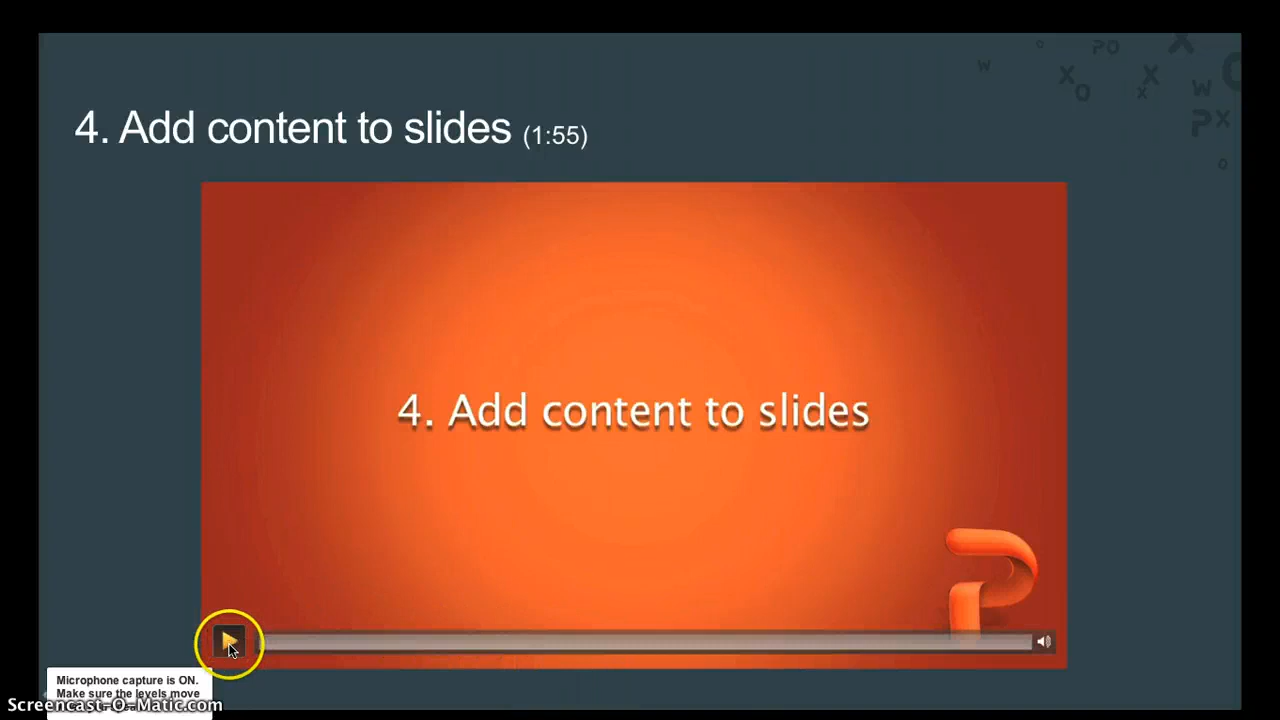 4. Add content to slides (1:55)
4. Add content to slides
Microphone capture is ON.
Make sure the levels move
Screencast-O-Matic.com